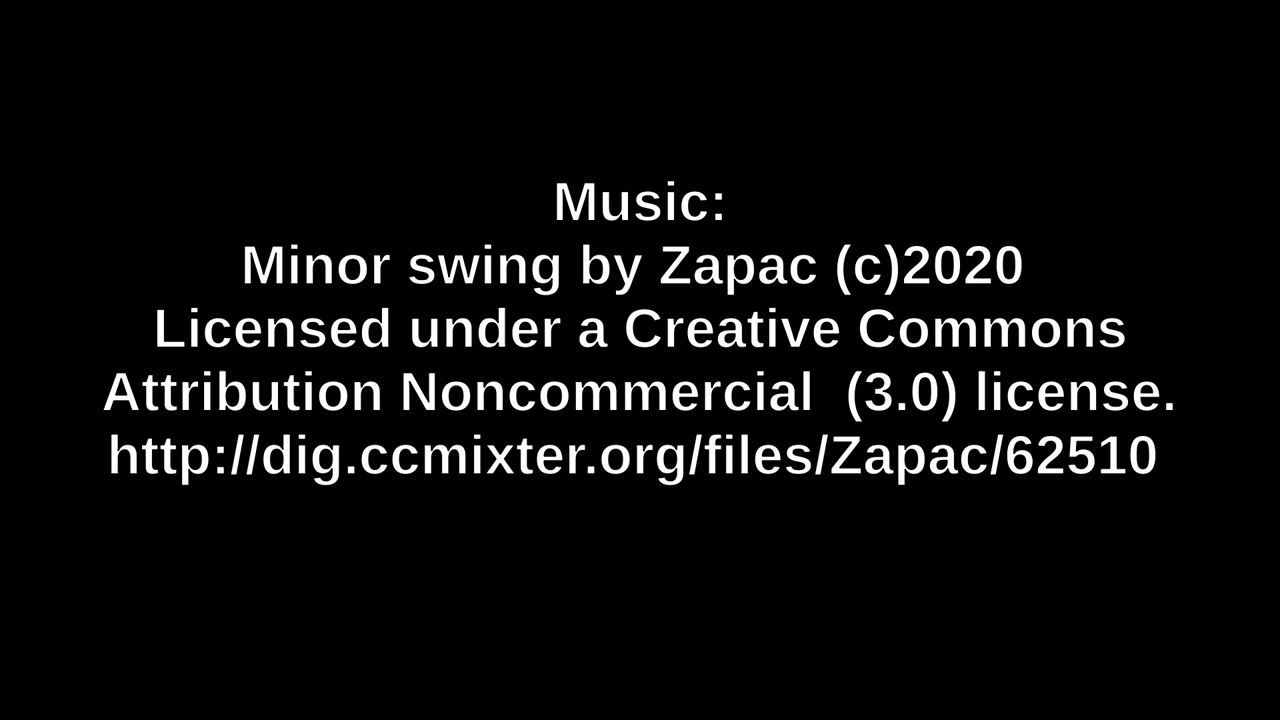 Music:
Minor swing by Zapac (c)2020
Licensed under a Creative Commons
Attribution Noncommercial  (3.0) license.
http://dig.ccmixter.org/files/Zapac/62510